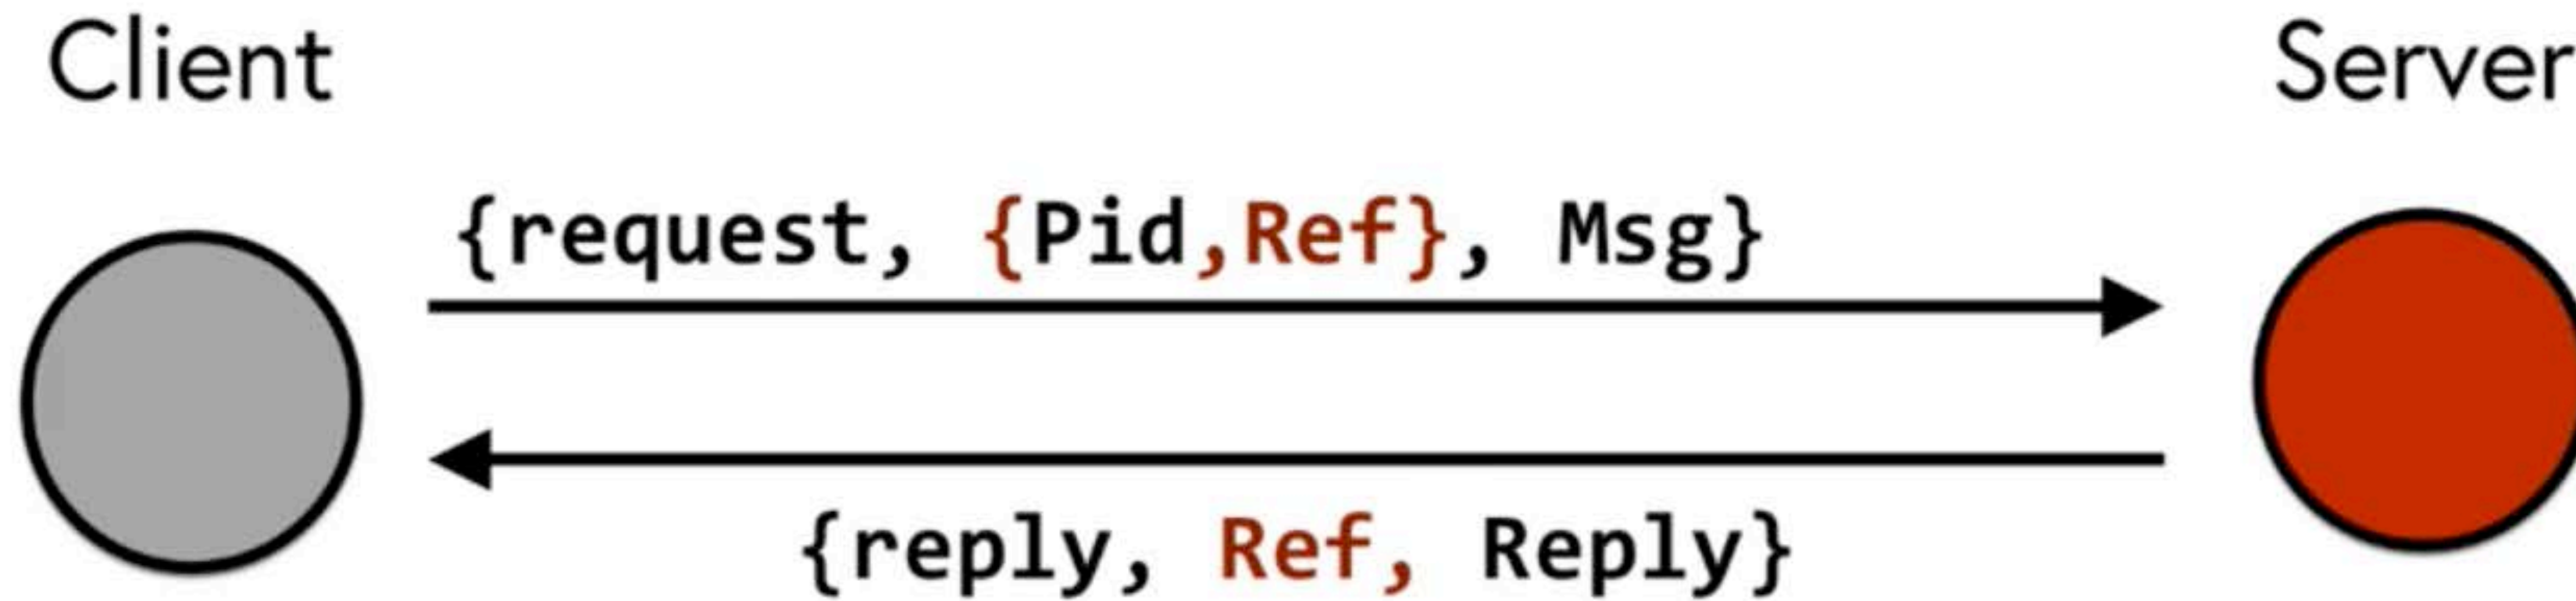 Client
Server
{request, {Pid,Ref}, Msg}
{reply, Ref, Reply}